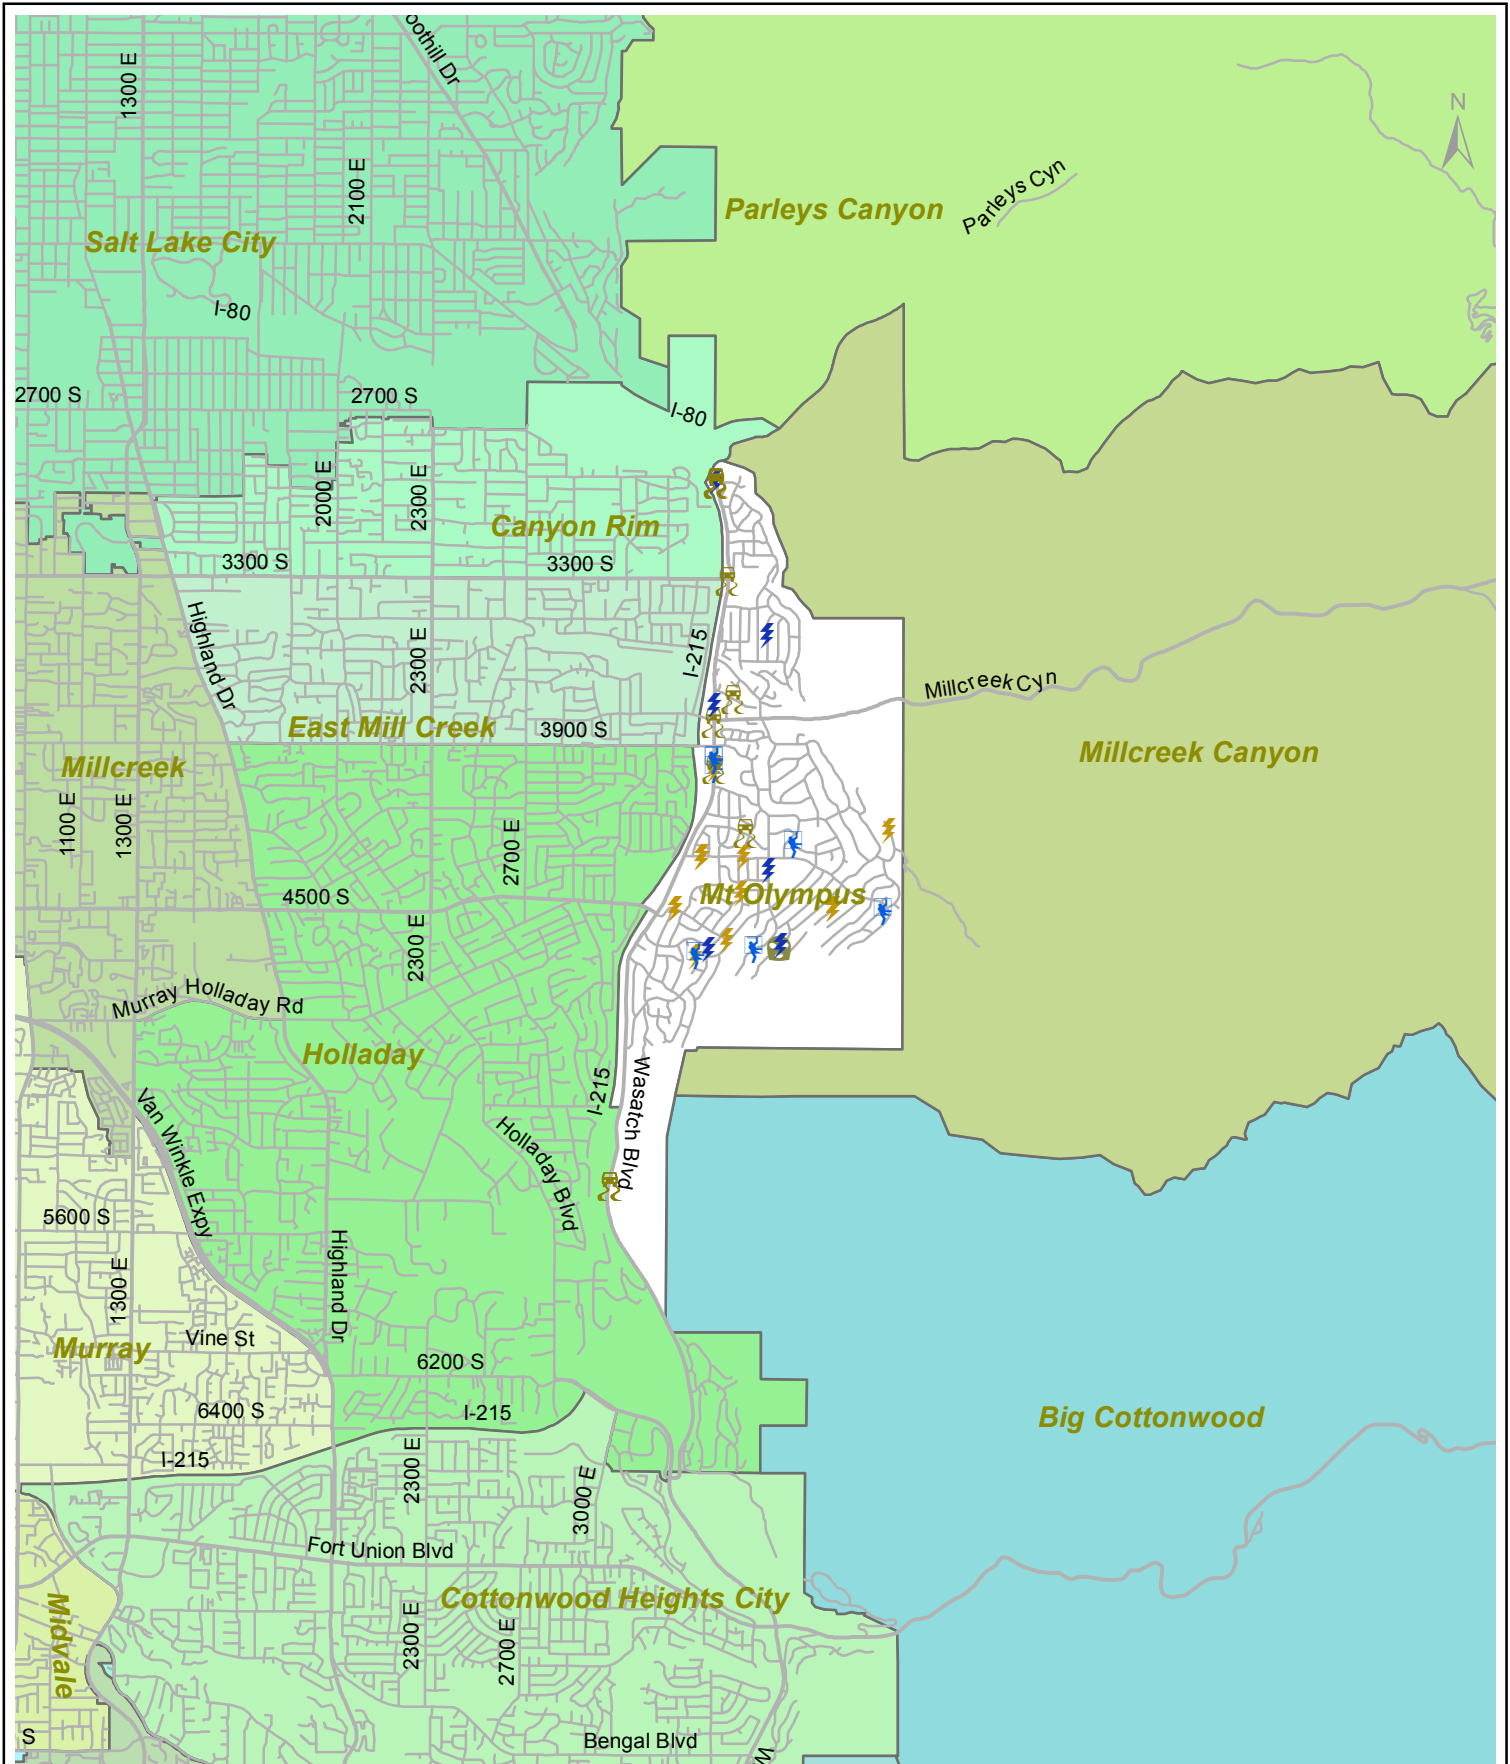 oothill Dr
1300 E
N
2100 E
Parleys Cyn
Parleys Canyon
Salt Lake City
I-80
2700 S
2700 S
I-80
2000 E
2300 E
Canyon Rim
3300 S
3300 S
Highland Dr
2300 E
I-215
Millcreek Cyn
East Mill Creek
3900 S
Millcreek Canyon
Millcreek
1100 E
1300 E
2700 E
4500 S
Mt Olympus
2300 E
Murray Holladay Rd
Holladay
I-215
Wasatch Blvd
Van Winkle Expy
Holladay Blvd
5600 S
1300 E
Highland Dr
Vine St
Murray
6200 S
6400 S
I-215
Big Cottonwood
I-215
2300 E
3000 E
Fort Union Blvd
Cottonwood Heights City
Midvale
2300 E
2700 E
S
Bengal Blvd
W